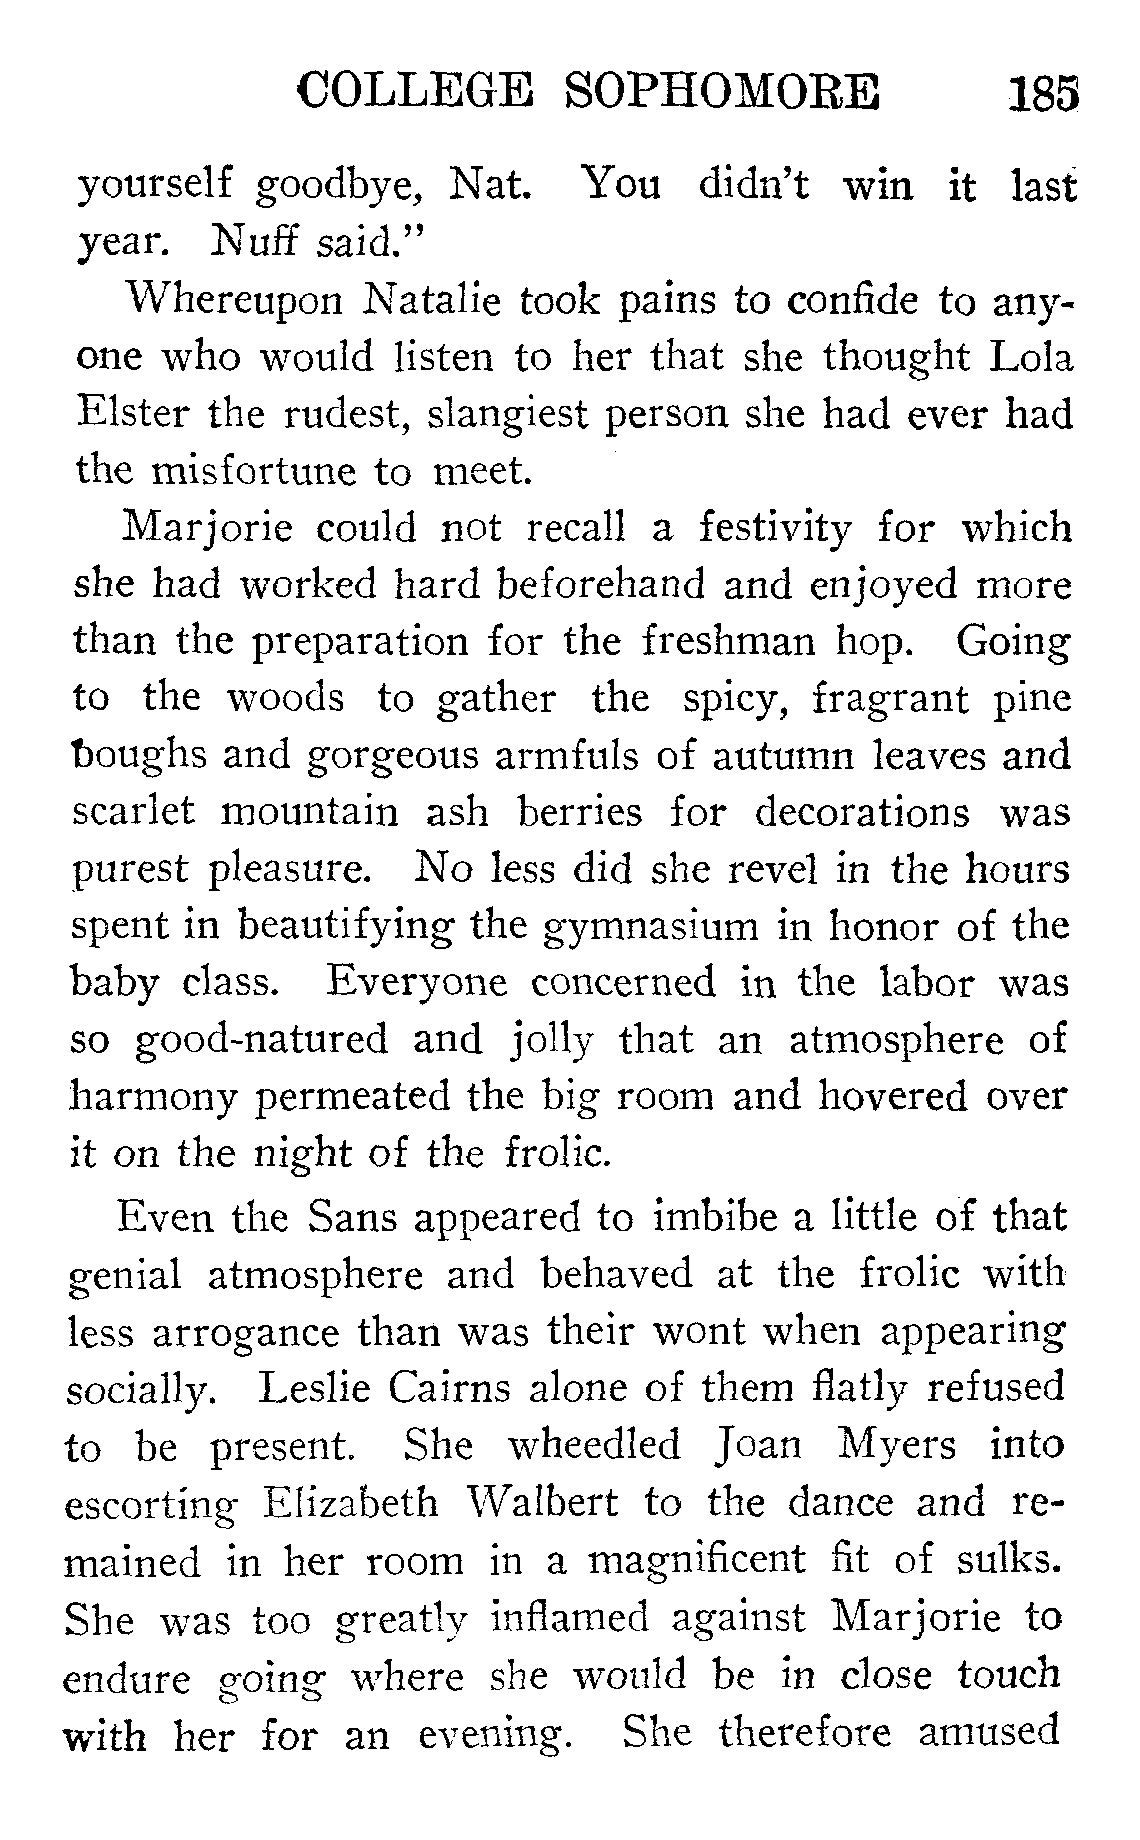 COLLEGE SOPHOMORE 185
yourself goodbye, Nat. You didn't win it last
year. Nuff said."
Whereupon Natalie took pains to confide to any-
one who would listen to her that she thought Lola
Elster the rudest, slangiest person she had ever had
the misfortune to meet.
Marjorie could not recall a festivity for which
she had worked hard beforehand and enjoyed more
than the preparation for the freshman hop. Going
to the woods to gather the spicy, fragrant pine
boughs and gorgeous armfuls of autumn leaves and
scarlet mountain ash berries for decorations was
purest pleasure. No less did she revel in the hours
spent in beautifying the gymnasium in honor of the
baby class. Everyone concerned in the labor was
so good-natured and jolly that an atmosphere of
harmony permeated the big room and hovered over
it on the night of the frolic.
Even the Sans appeared to imbibe a little of that
genial atmosphere and behaved at the frolic with
less arrogance than was their wont when appearing
socially. Leslie Cairns alone of them flatly refused
to be present. She wheedled Joan Myers into
escorting Elizabeth Walbert to the dance and re-
mained in her room in a magnificent fit of sulks.
She was too greatly inflamed against Marjorie to
endure going where she would be in close touch
with her for an evening. She therefore amused